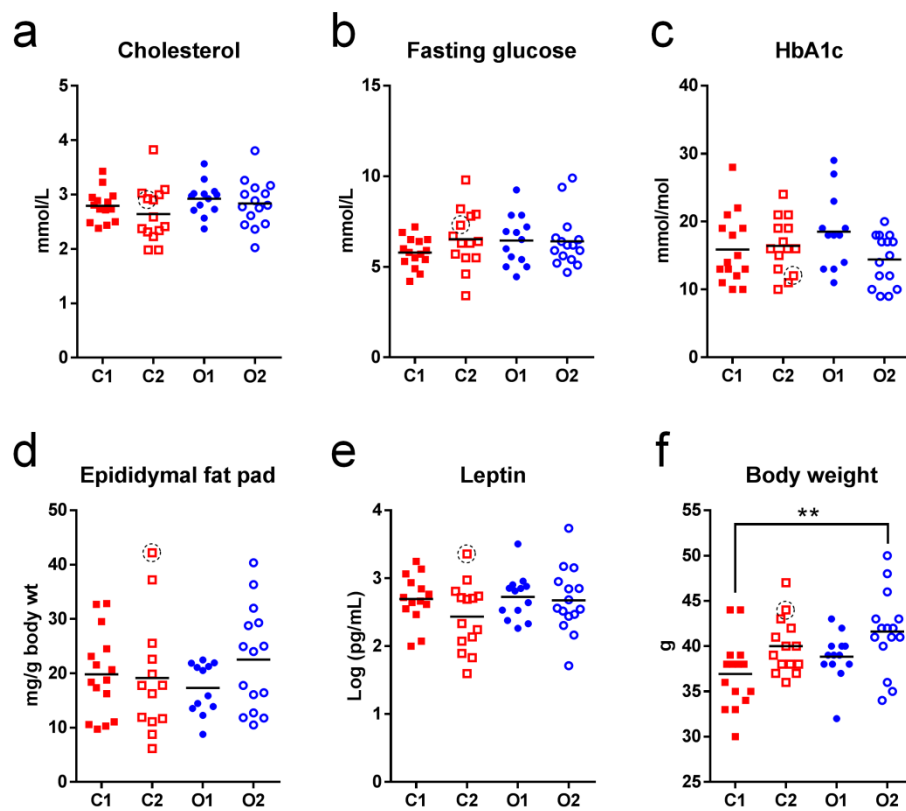 a
Cholesterol
mmol/L
5
4
3
2
1
0
C1 C2 O1 O2
b
Fasting glucose
mmol/L
15
10
5
0
C1 C2 O1 O2
c
HbA1c
mmol/mol
40
30
20
10
0
C1 C2 O1 O2
d
Epididymal fat pad
mg/g body wt
50
40
30
20
10
0
C1 C2 O1 O2
e
Leptin
Log (pg/mL)
4
3
2
1
0
C1 C2 O1 O2
f
Body weight
g
55
50
45
40
35
30
25
**
C1 C2 O1 O2